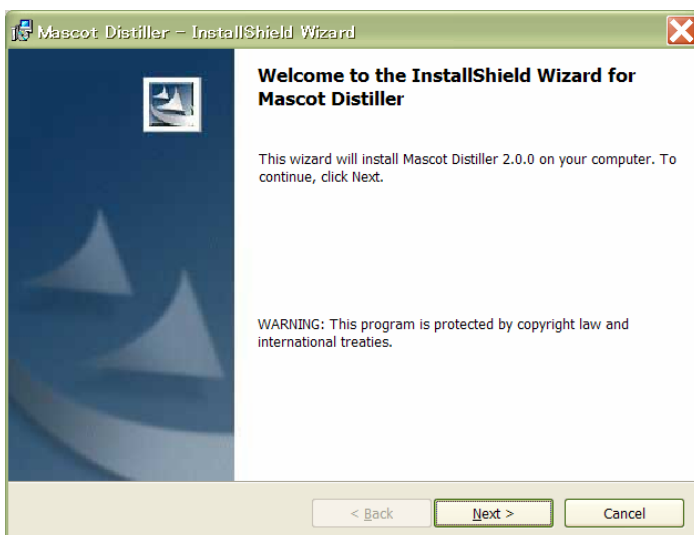 Mascot Distiller - InstallShield Wizard
Welcome to the InstallShield Wizard for
Mascot Distiller
This wizard will install Mascot Distiller 2.0.0 on your computer. To
continue, click Next.
WARNING: This program is protected by copyright law and
international treaties.
< Back
Next >
Cancel